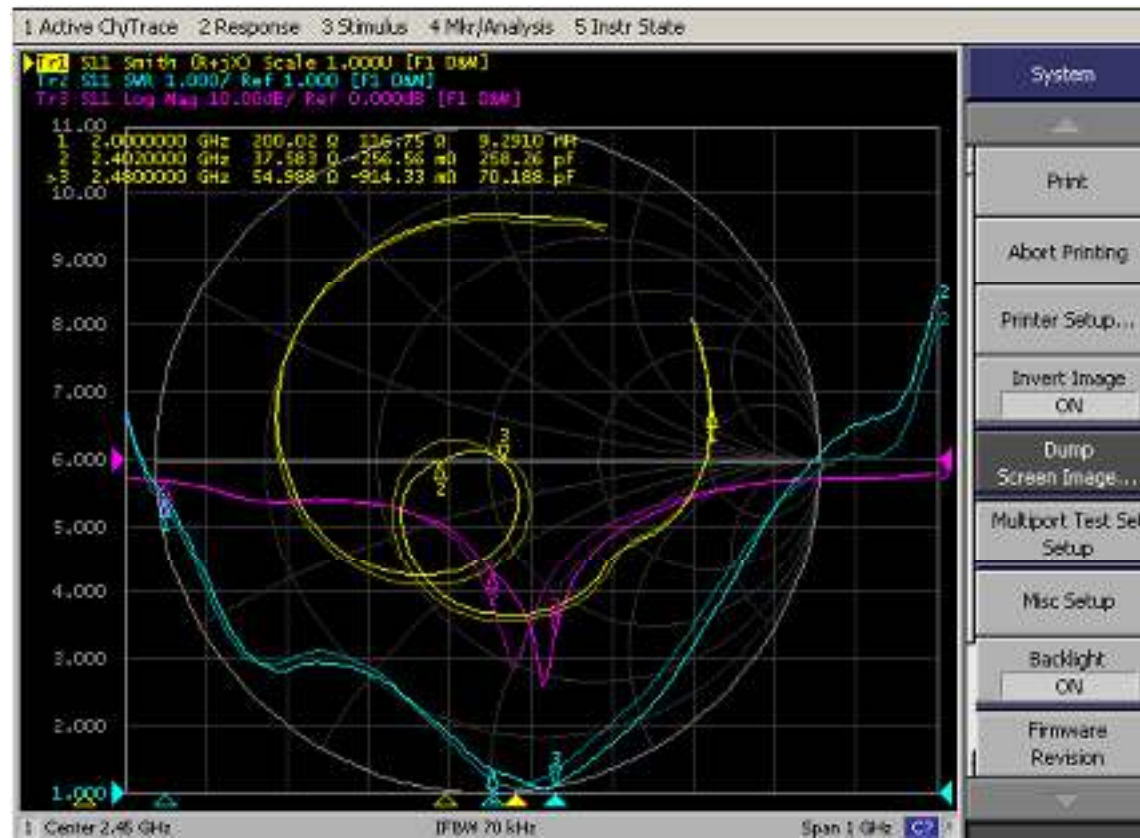 1 Active Ch/Trace 2 Response 3 Stimulus 4 Mkr/Analysis 5 Instr State
Tr1 S11 Smith (R+jX) Scale 1.000U [F1 D&M]
Tr2 S11 SWR 1.000/ Ref 1.000 [F1 D&M]
Tr3 S11 Log Mag 10.00dB/ Ref 0.000dB [F1 D&M]
11.00
1 2.0000000 GHz 200.02 Ω 116.75 Ω 9.2910 nH
2 2.4020000 GHz 37.583 Ω -256.56 mΩ 258.26 pF
>3 2.4800000 GHz 54.988 Ω -914.33 mΩ 70.188 pF
10.00
9.000
8.000
7.000
6.000
5.000
4.000
3.000
2.000
1.000
1 Center 2.45 GHz IFBW 70 kHz Span 1 GHz C?
System
Print
Abort Printing
Printer Setup...
Invert Image
ON
Dump
Screen Image...
Multiport Test Set
Setup
Misc Setup
Backlight
ON
Firmware
Revision